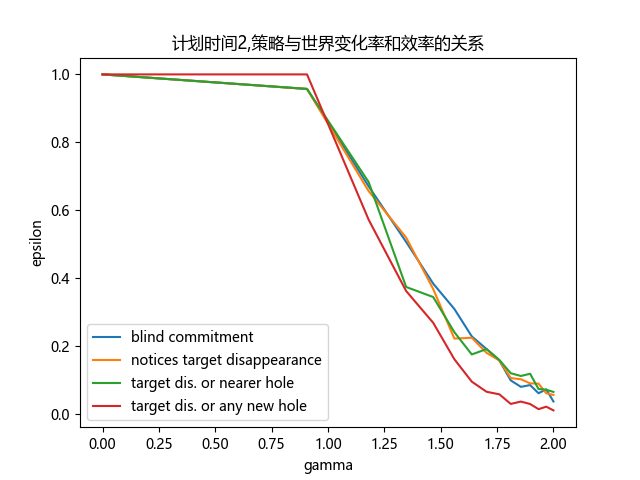 计划时间2,策略与世界变化率和效率的关系
1.0
0.8
0.6
0.4
0.2
0.0
epsilon
blind commitment
notices target disappearance
target dis. or nearer hole
target dis. or any new hole
0.00 0.25 0.50 0.75 1.00 1.25 1.50 1.75 2.00
gamma